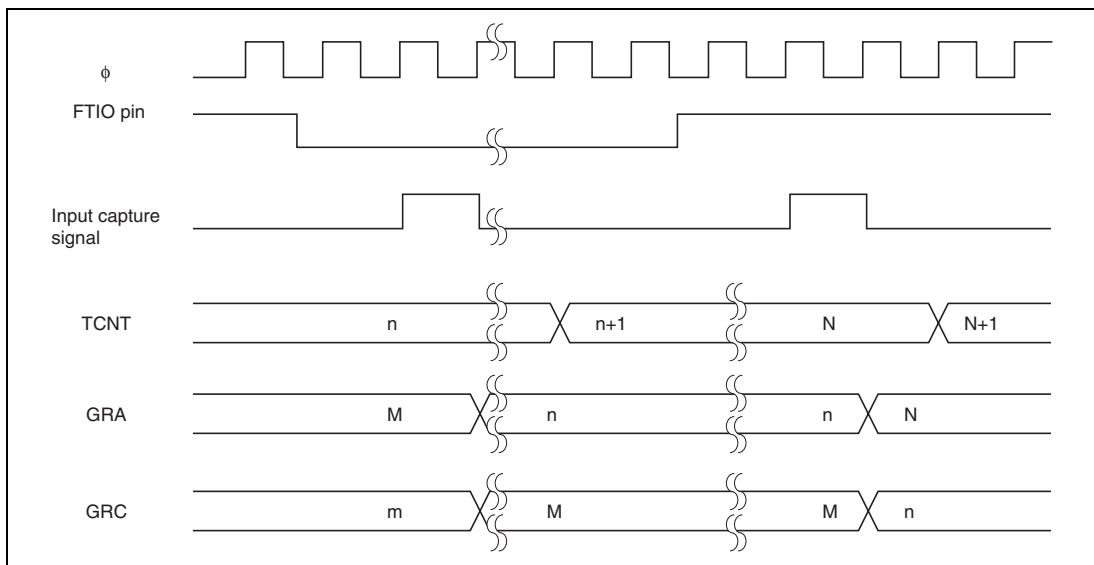 ϕ
FTIO pin
Input capture
signal
TCNT n n+1 N N+1
GRA M n n N
GRC m M M n